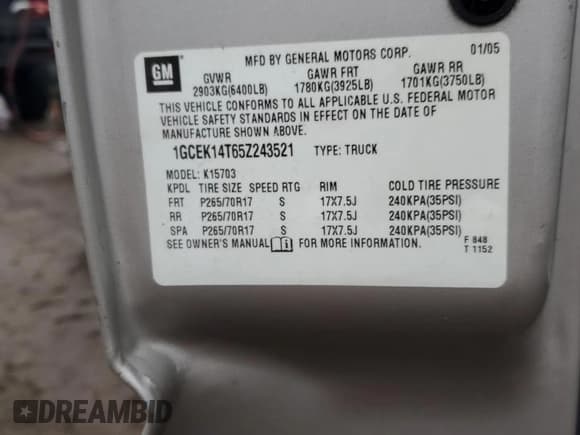 MFD BY GENERAL MOTORS CORP. 01/05
GM
GVWR GAWR FRT GAWR RR
2903KG(6400LB) 1780KG(3925LB) 1701KG(3750LB)
THIS VEHICLE CONFORMS TO ALL APPLICABLE U.S. FEDERAL MOTOR
VEHICLE SAFETY STANDARDS IN EFFECT ON THE DATE OF
MANUFACTURE SHOWN ABOVE.
1GCEK14T65Z243521 TYPE: TRUCK
MODEL: K15703
KPDL TIRE SIZE SPEED RTG RIM COLD TIRE PRESSURE
FRT P265/70R17 S 17X7.5J 240KPA(35PSI)
RR P265/70R17 S 17X7.5J 240KPA(35PSI)
SPA P265/70R17 S 17X7.5J 240KPA(35PSI)
SEE OWNER'S MANUAL FOR MORE INFORMATION.
F 848
T 1152
DREAMBID